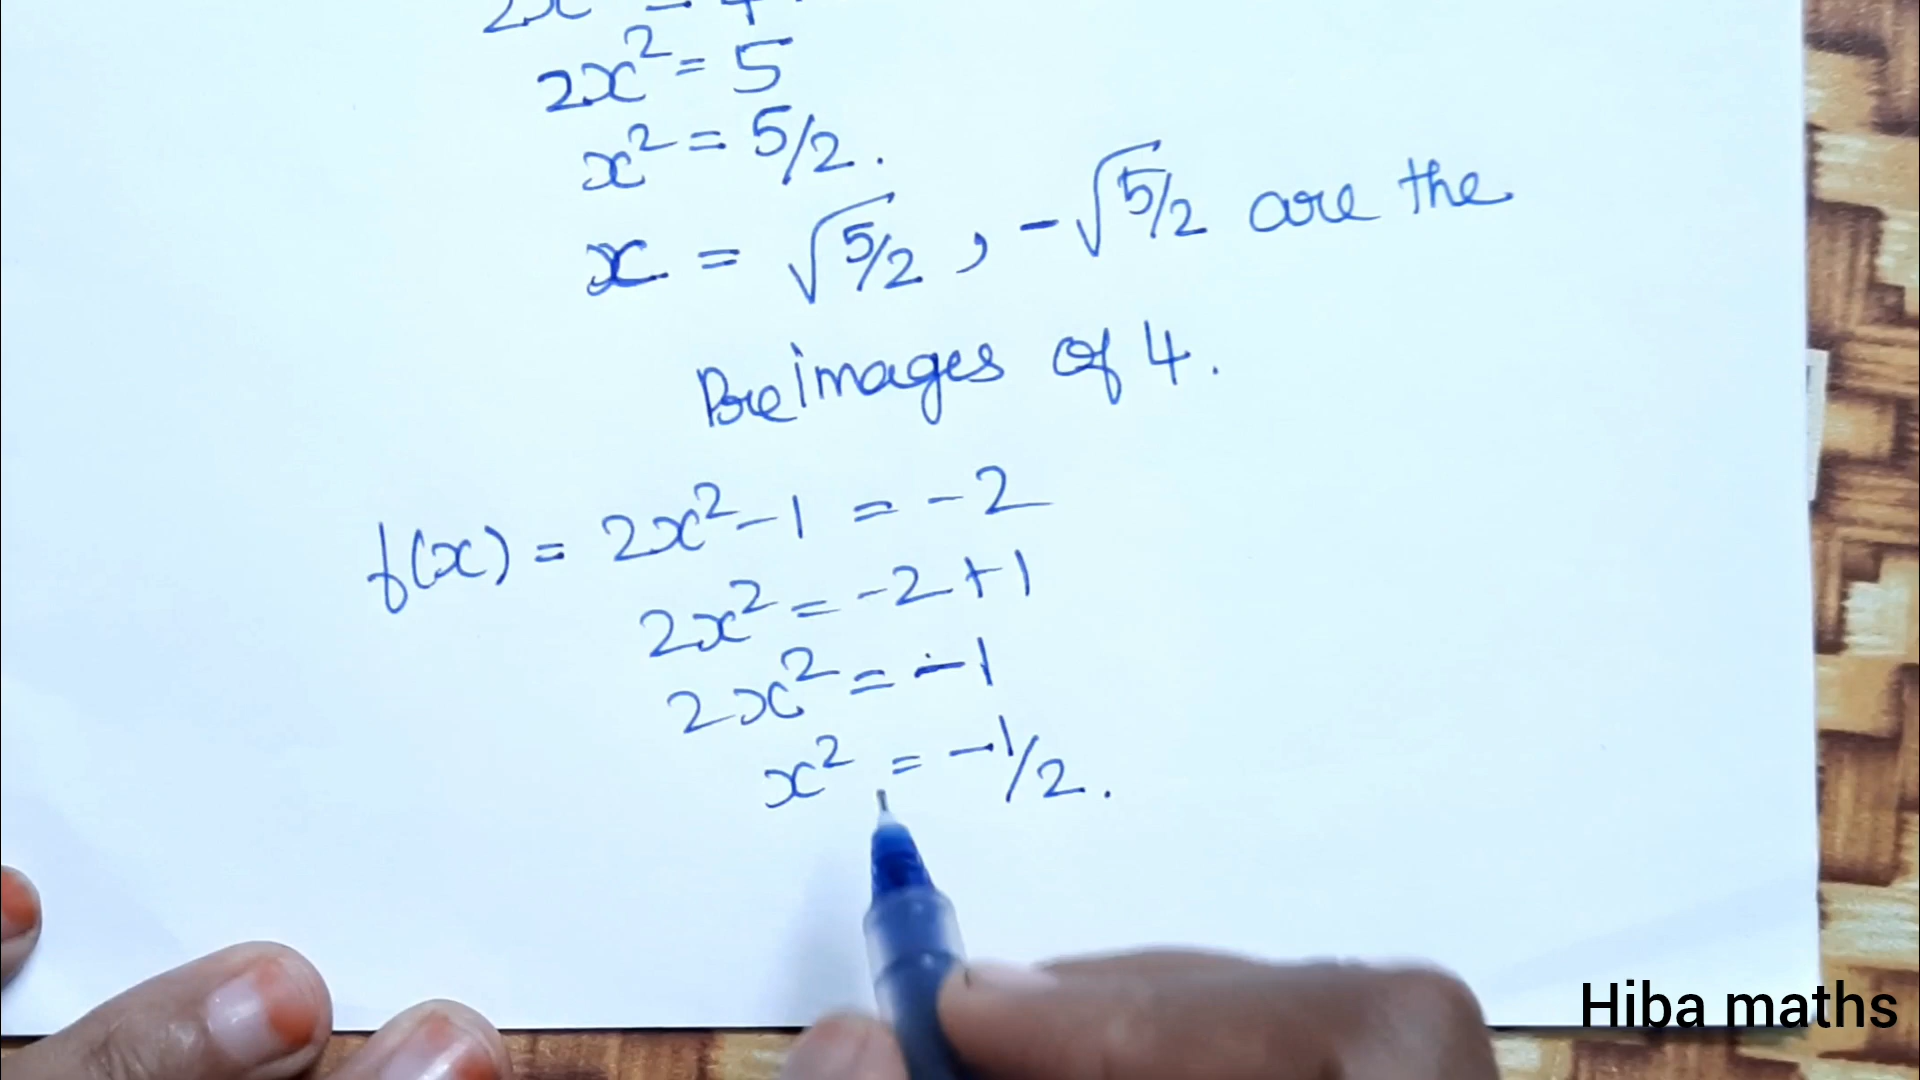 2x² = 5
x² = 5/2.
x = √5/2 , -√5/2 are the
Preimages of 4.
f(x) = 2x² - 1 = -2
2x² = -2+1
2x² = -1
x² = -1/2.
Hiba maths